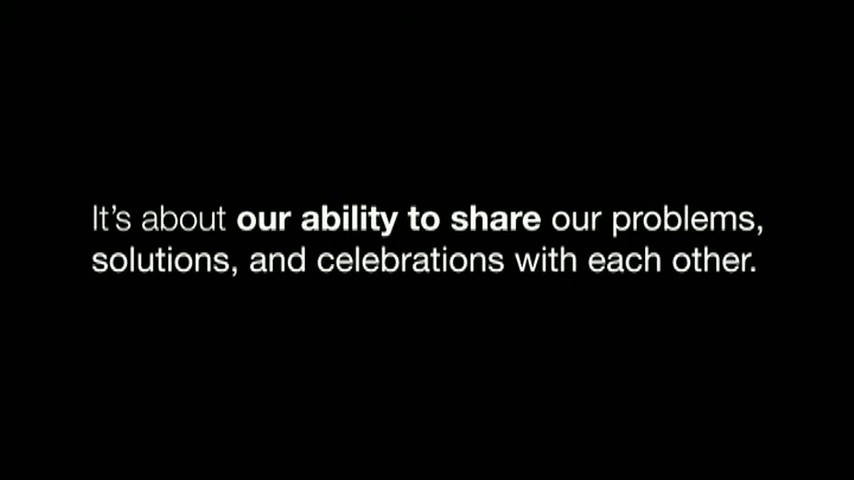 It's about our ability to share our problems,
solutions, and celebrations with each other.